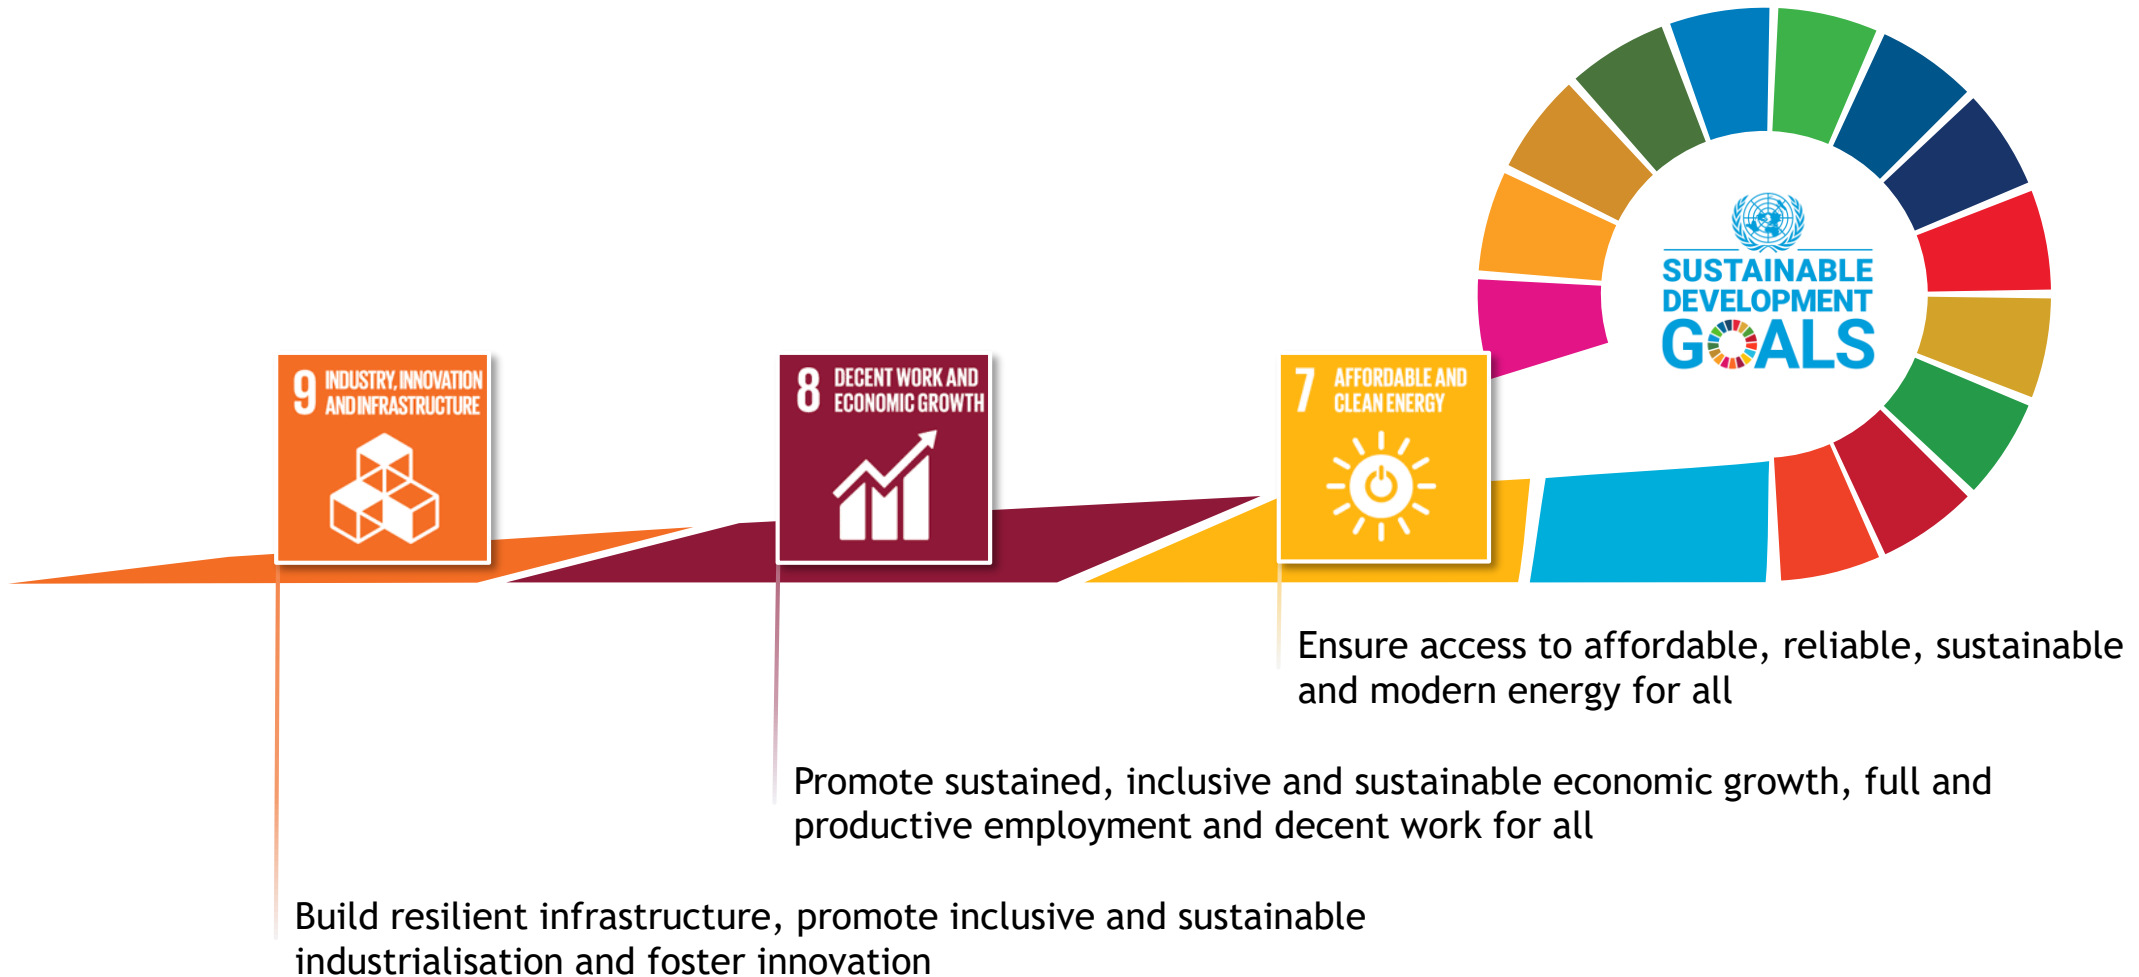 SUSTAINABLE
DEVELOPMENT
GOALS
9 INDUSTRY, INNOVATION
AND INFRASTRUCTURE
8 DECENT WORK AND
ECONOMIC GROWTH
7 AFFORDABLE AND
CLEAN ENERGY
Ensure access to affordable, reliable, sustainable
and modern energy for all
Promote sustained, inclusive and sustainable economic growth, full and
productive employment and decent work for all
Build resilient infrastructure, promote inclusive and sustainable
industrialisation and foster innovation